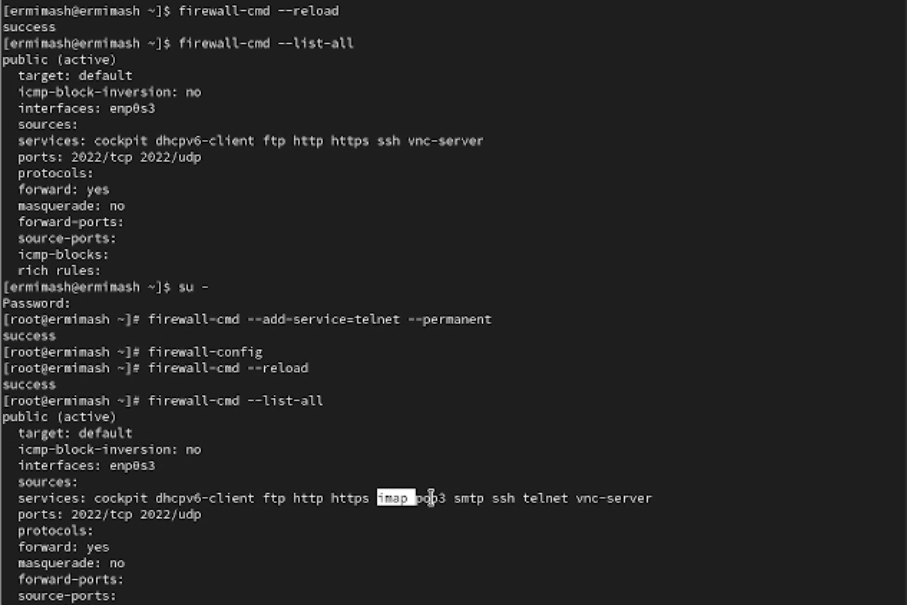 [ermimash@ermimash ~]$ firewall-cmd --reload
success
[ermimash@ermimash ~]$ firewall-cmd --list-all
public (active)
  target: default
  icmp-block-inversion: no
  interfaces: enp0s3
  sources:
  services: cockpit dhcpv6-client ftp http https ssh vnc-server
  ports: 2022/tcp 2022/udp
  protocols:
  forward: yes
  masquerade: no
  forward-ports:
  source-ports:
  icmp-blocks:
  rich rules:
[ermimash@ermimash ~]$ su -
Password:
[root@ermimash ~]# firewall-cmd --add-service=telnet --permanent
success
[root@ermimash ~]# firewall-config
[root@ermimash ~]# firewall-cmd --reload
success
[root@ermimash ~]# firewall-cmd --list-all
public (active)
  target: default
  icmp-block-inversion: no
  interfaces: enp0s3
  sources:
  services: cockpit dhcpv6-client ftp http https imap pop3 smtp ssh telnet vnc-server
  ports: 2022/tcp 2022/udp
  protocols:
  forward: yes
  masquerade: no
  forward-ports:
  source-ports: